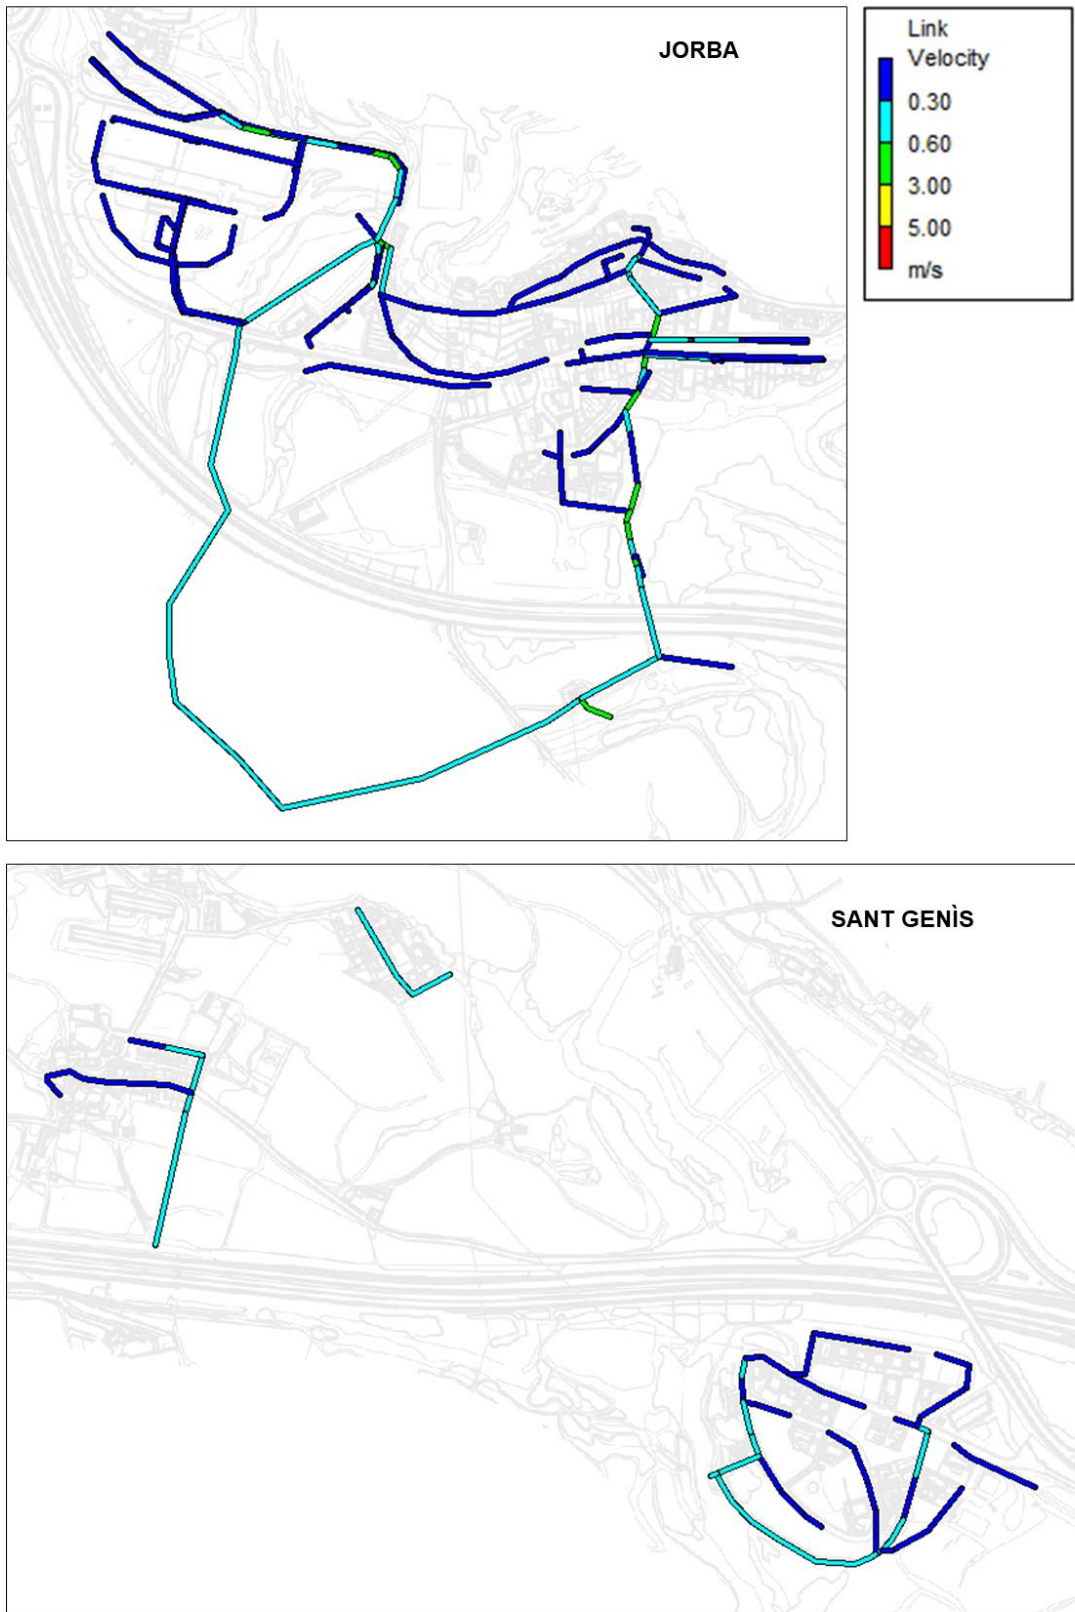 JORBA
Link
Velocity
0.30
0.60
3.00
5.00
m/s
SANT GENÌS